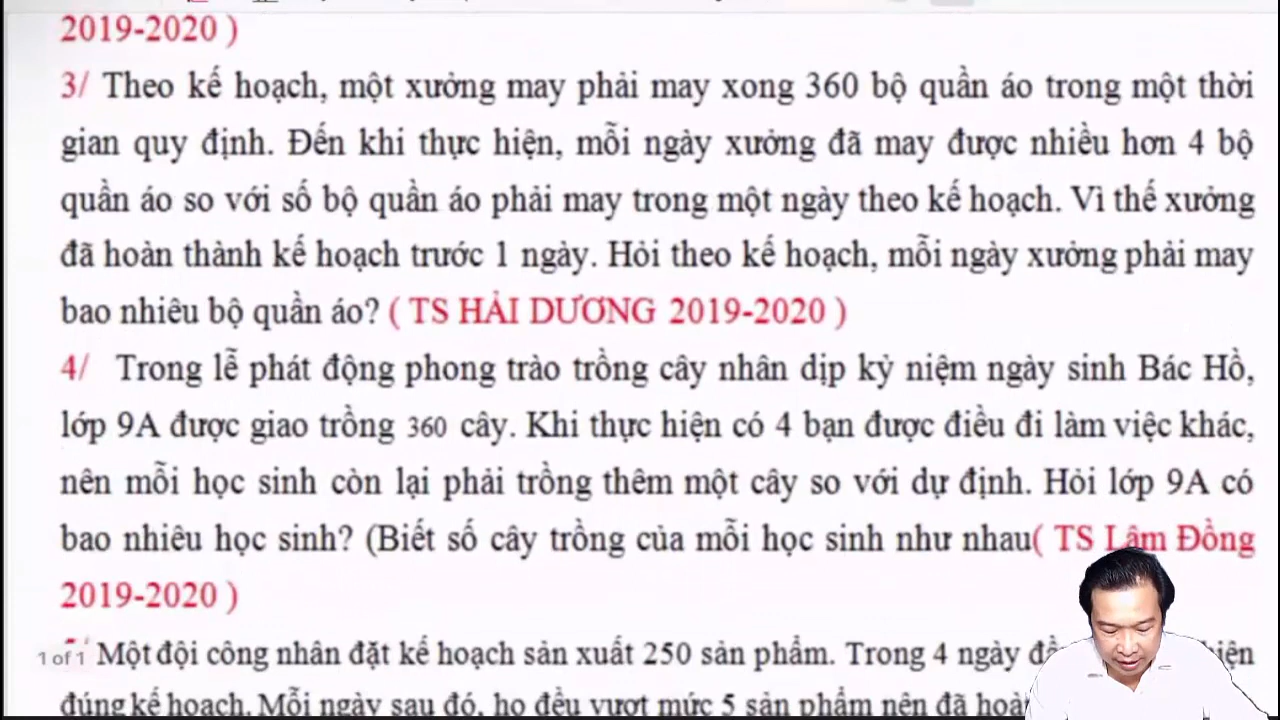 2019-2020 )
3/ Theo kế hoạch, một xưởng may phải may xong 360 bộ quần áo trong một thời
gian quy định. Đến khi thực hiện, mỗi ngày xưởng đã may được nhiều hơn 4 bộ
quần áo so với số bộ quần áo phải may trong một ngày theo kế hoạch. Vì thế xưởng
đã hoàn thành kế hoạch trước 1 ngày. Hỏi theo kế hoạch, mỗi ngày xưởng phải may
bao nhiêu bộ quần áo? ( TS HẢI DƯƠNG 2019-2020 )
4/ Trong lễ phát động phong trào trồng cây nhân dịp kỷ niệm ngày sinh Bác Hồ,
lớp 9A được giao trồng 360 cây. Khi thực hiện có 4 bạn được điều đi làm việc khác,
nên mỗi học sinh còn lại phải trồng thêm một cây so với dự định. Hỏi lớp 9A có
bao nhiêu học sinh? (Biết số cây trồng của mỗi học sinh như nhau( TS Lâm Đồng
2019-2020 )
1 of 1 Một đội công nhân đặt kế hoạch sản xuất 250 sản phẩm. Trong 4 ngày
đúng kế hoạch. Mỗi ngày sau đó, họ đều vượt mức 5 sản phẩm nên đã